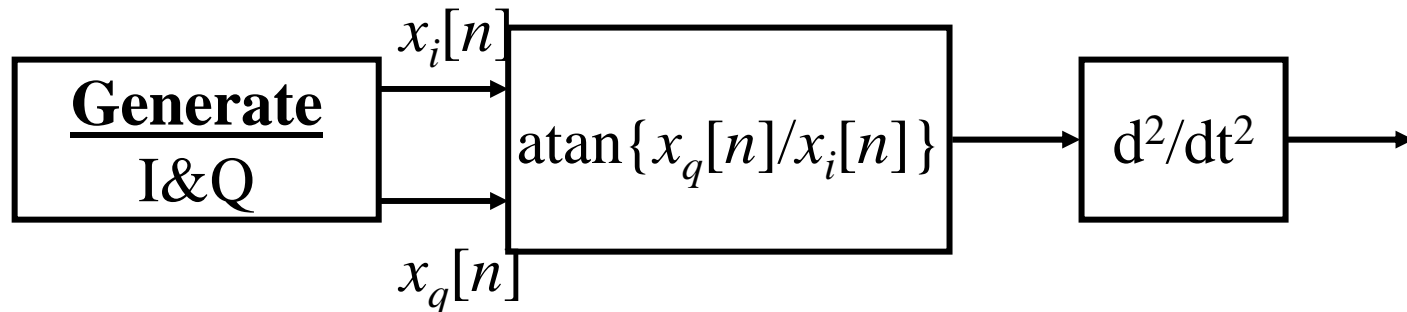 x_i[n]
Generate
I&Q
atan{x_q[n]/x_i[n]}
d²/dt²
x_q[n]